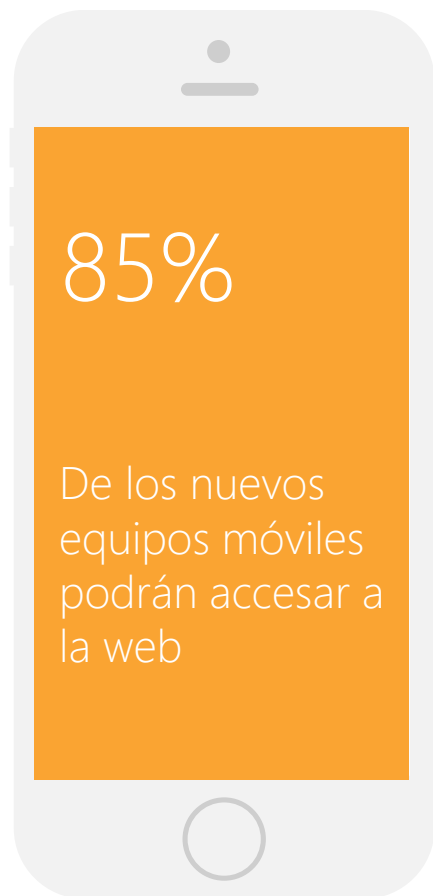 85%
De los nuevos
equipos móviles
podrán accesar a
la web